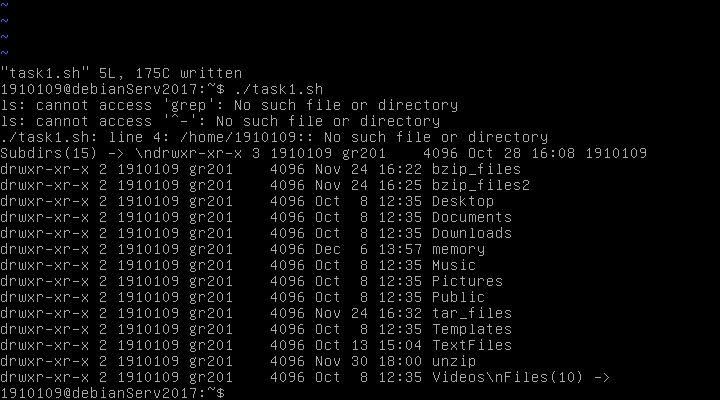 ~
~
~
~
"task1.sh" 5L, 175C written
1910109@debianServ2017:~$ ./task1.sh
ls: cannot access 'grep': No such file or directory
ls: cannot access '^-': No such file or directory
./task1.sh: line 4: /home/1910109:: No such file or directory
Subdirs(15) -> \ndrwxr-xr-x 3 1910109 gr201     4096 Oct 28 16:08 1910109
drwxr-xr-x 2 1910109 gr201     4096 Nov 24 16:22 bzip_files
drwxr-xr-x 2 1910109 gr201     4096 Nov 24 16:25 bzip_files2
drwxr-xr-x 2 1910109 gr201     4096 Oct  8 12:35 Desktop
drwxr-xr-x 2 1910109 gr201     4096 Oct  8 12:35 Documents
drwxr-xr-x 2 1910109 gr201     4096 Oct  8 12:35 Downloads
drwxr-xr-x 2 1910109 gr201     4096 Dec  6 13:57 memory
drwxr-xr-x 2 1910109 gr201     4096 Oct  8 12:35 Music
drwxr-xr-x 2 1910109 gr201     4096 Oct  8 12:35 Pictures
drwxr-xr-x 2 1910109 gr201     4096 Oct  8 12:35 Public
drwxr-xr-x 2 1910109 gr201     4096 Nov 24 16:32 tar_files
drwxr-xr-x 2 1910109 gr201     4096 Oct  8 12:35 Templates
drwxr-xr-x 2 1910109 gr201     4096 Oct 13 15:04 TextFiles
drwxr-xr-x 2 1910109 gr201     4096 Nov 30 18:00 unzip
drwxr-xr-x 2 1910109 gr201     4096 Oct  8 12:35 Videos\nFiles(10) ->
1910109@debianServ2017:~$